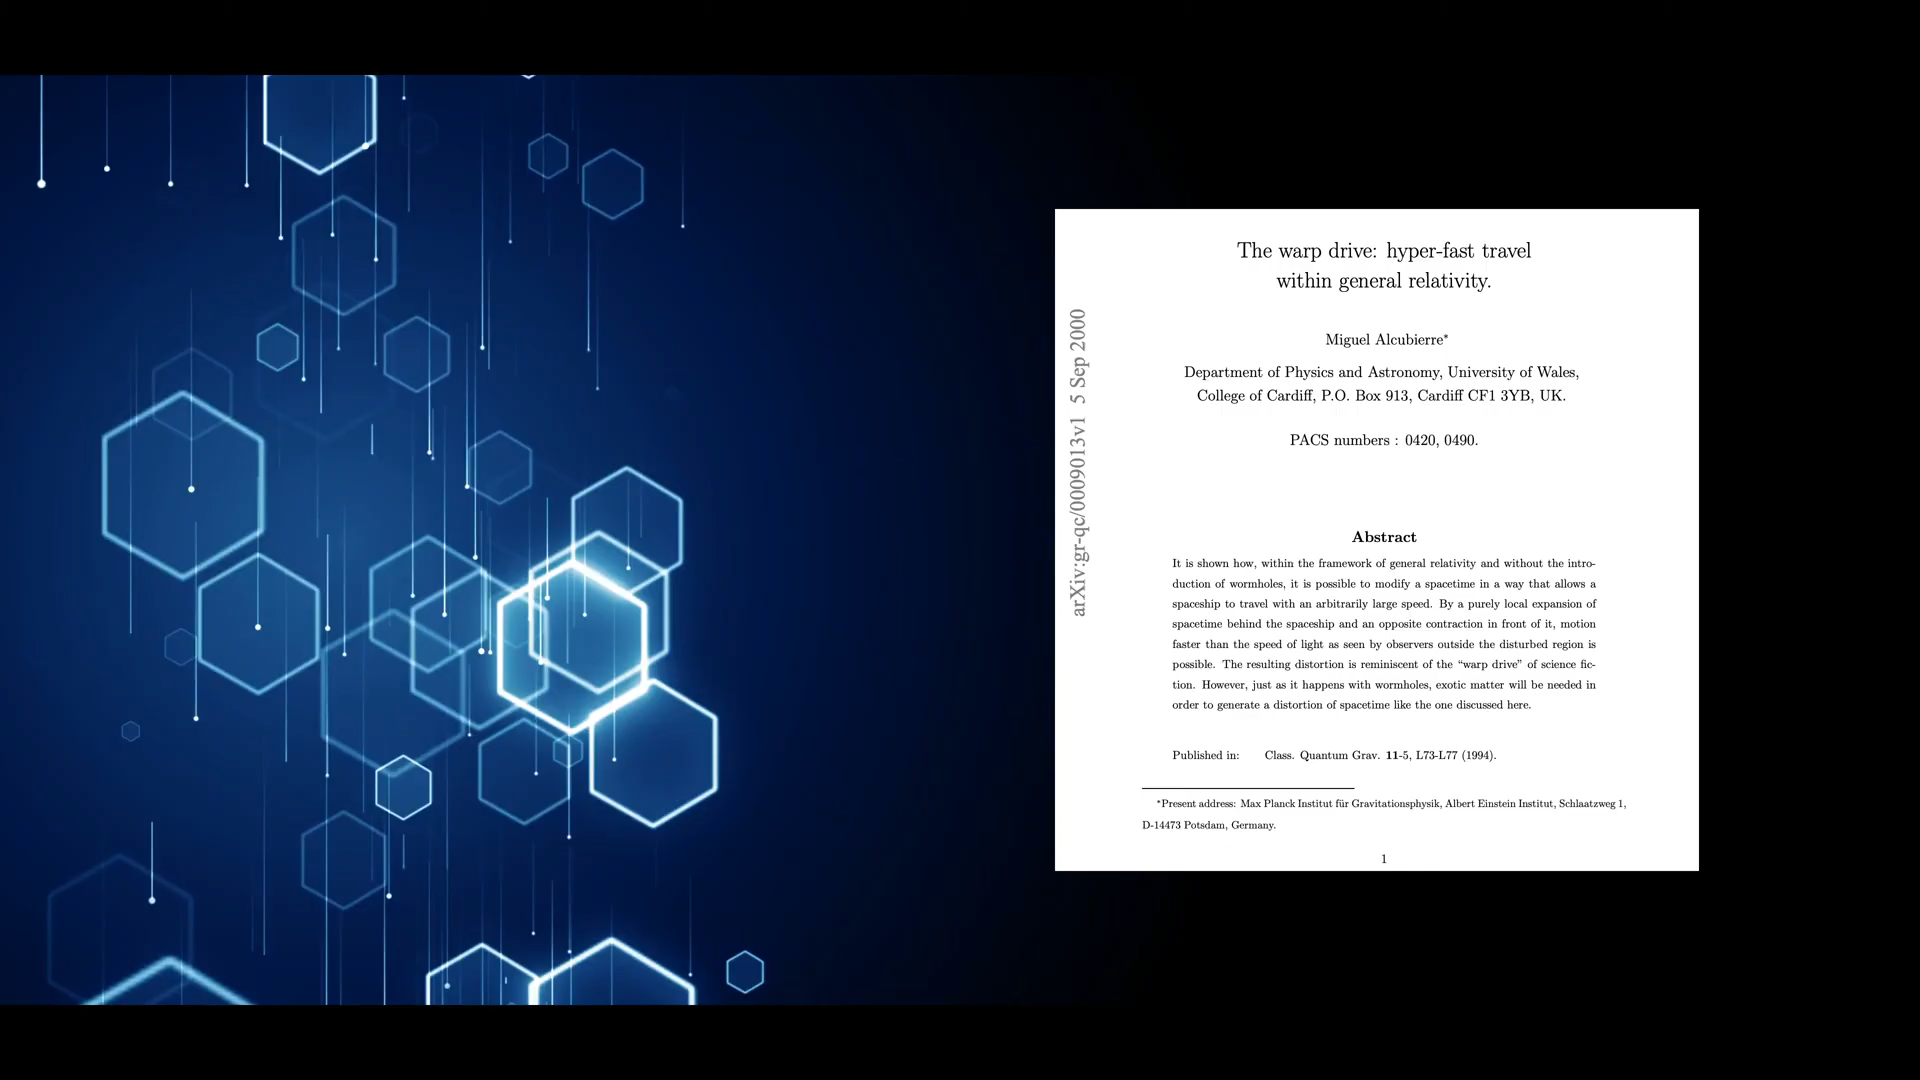 The warp drive: hyper-fast travel
within general relativity.
Miguel Alcubierre*
Department of Physics and Astronomy, University of Wales,
College of Cardiff, P.O. Box 913, Cardiff CF1 3YB, UK.
PACS numbers : 0420, 0490.
arXiv:gr-qc/0009013v1 5 Sep 2000
Abstract
It is shown how, within the framework of general relativity and without the intro-
duction of wormholes, it is possible to modify a spacetime in a way that allows a
spaceship to travel with an arbitrarily large speed. By a purely local expansion of
spacetime behind the spaceship and an opposite contraction in front of it, motion
faster than the speed of light as seen by observers outside the disturbed region is
possible. The resulting distortion is reminiscent of the “warp drive” of science fic-
tion. However, just as it happens with wormholes, exotic matter will be needed in
order to generate a distortion of spacetime like the one discussed here.
Published in: Class. Quantum Grav. 11-5, L73-L77 (1994).
*Present address: Max Planck Institut für Gravitationsphysik, Albert Einstein Institut, Schlaatzweg 1,
D-14473 Potsdam, Germany.
1